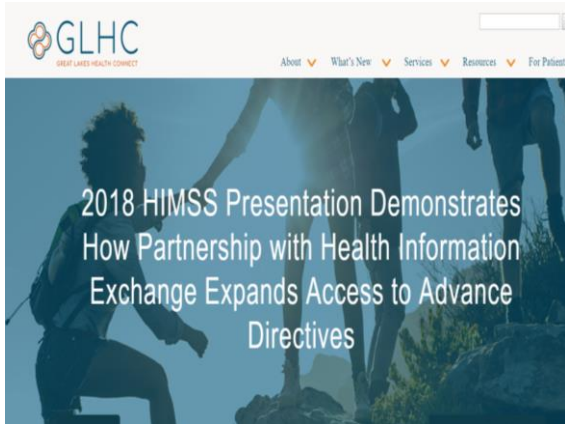 GLHC
GREAT LAKES HEALTH CONNECT
About What's New Services Resources For Patient
2018 HIMSS Presentation Demonstrates
How Partnership with Health Information
Exchange Expands Access to Advance
Directives